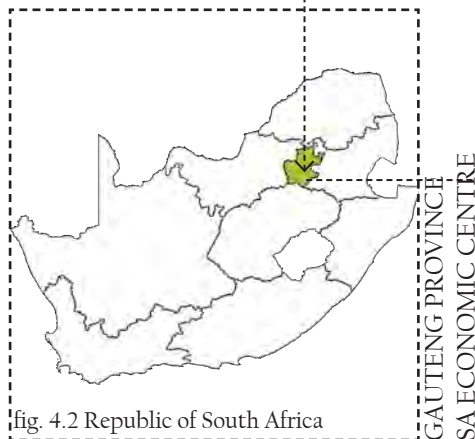 fig. 4.2 Republic of South Africa
GAUTENG PROVINCE
SA ECONOMIC CENTRE